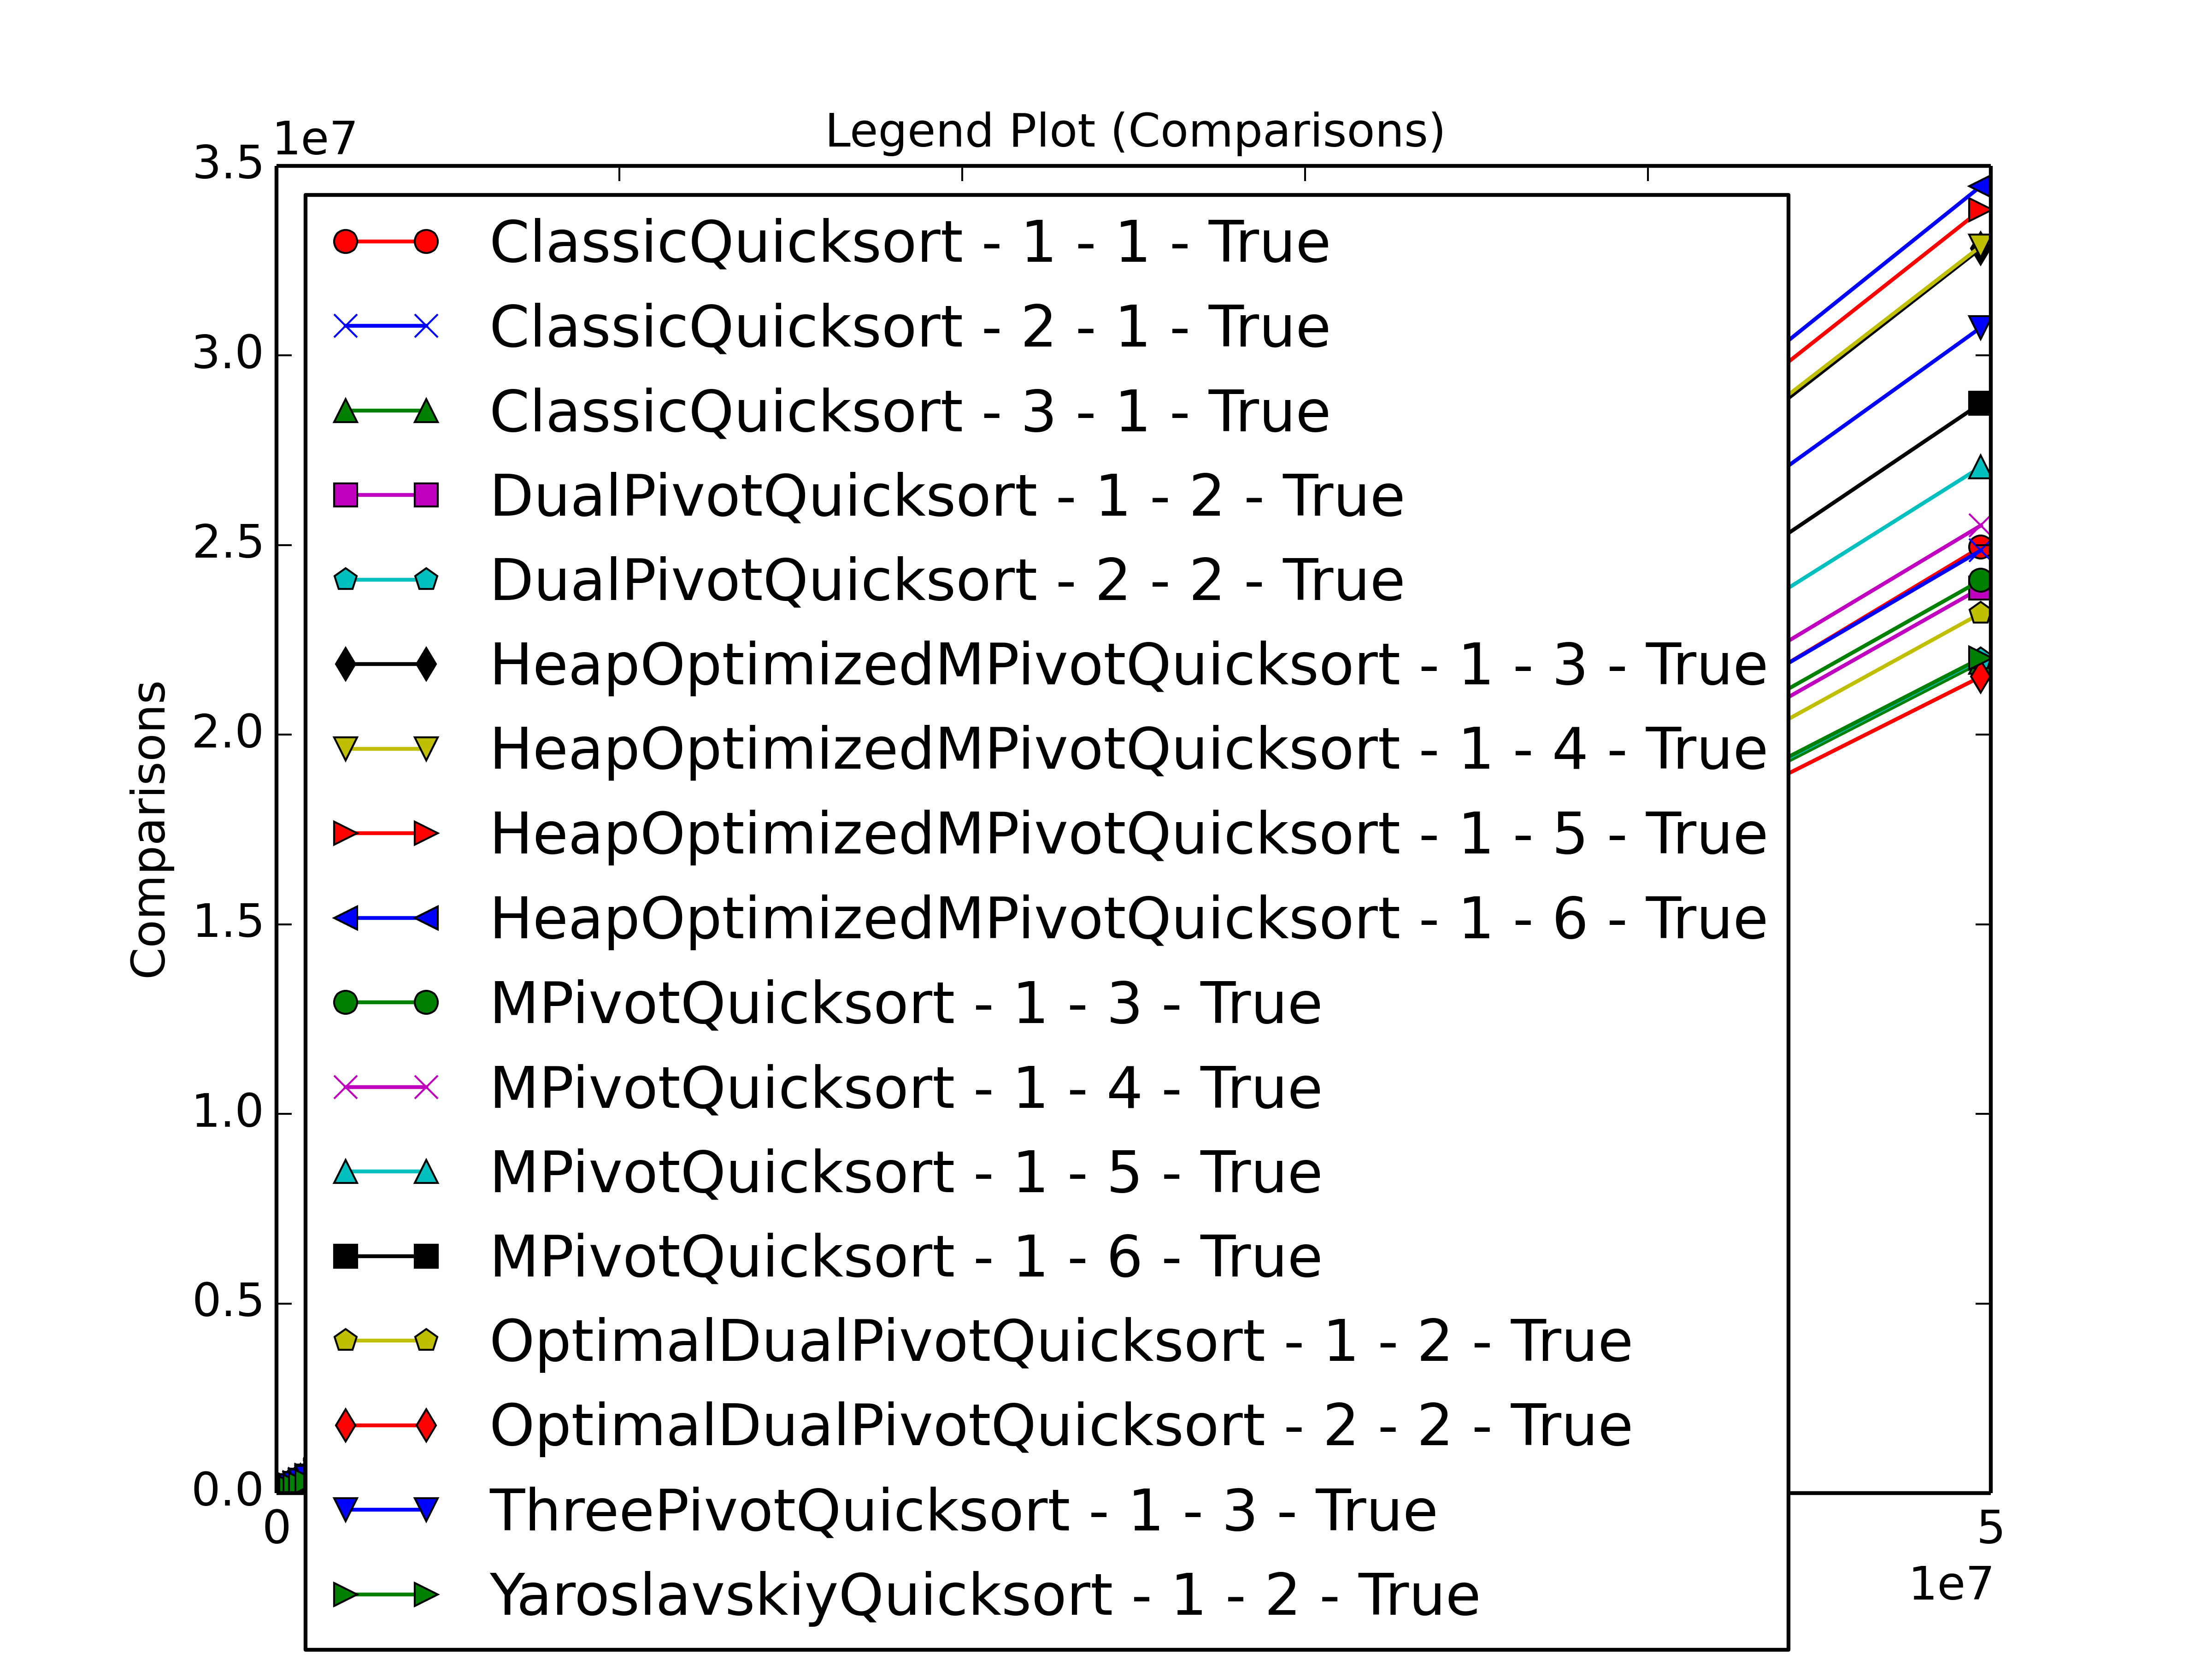 Legend Plot (Comparisons)
1e7
3.5
3.0
2.5
2.0
1.5
1.0
0.5
0.0
Comparisons
ClassicQuicksort - 1 - 1 - True
ClassicQuicksort - 2 - 1 - True
ClassicQuicksort - 3 - 1 - True
DualPivotQuicksort - 1 - 2 - True
DualPivotQuicksort - 2 - 2 - True
HeapOptimizedMPivotQuicksort - 1 - 3 - True
HeapOptimizedMPivotQuicksort - 1 - 4 - True
HeapOptimizedMPivotQuicksort - 1 - 5 - True
HeapOptimizedMPivotQuicksort - 1 - 6 - True
MPivotQuicksort - 1 - 3 - True
MPivotQuicksort - 1 - 4 - True
MPivotQuicksort - 1 - 5 - True
MPivotQuicksort - 1 - 6 - True
OptimalDualPivotQuicksort - 1 - 2 - True
OptimalDualPivotQuicksort - 2 - 2 - True
ThreePivotQuicksort - 1 - 3 - True
YaroslavskiyQuicksort - 1 - 2 - True
0
5
1e7